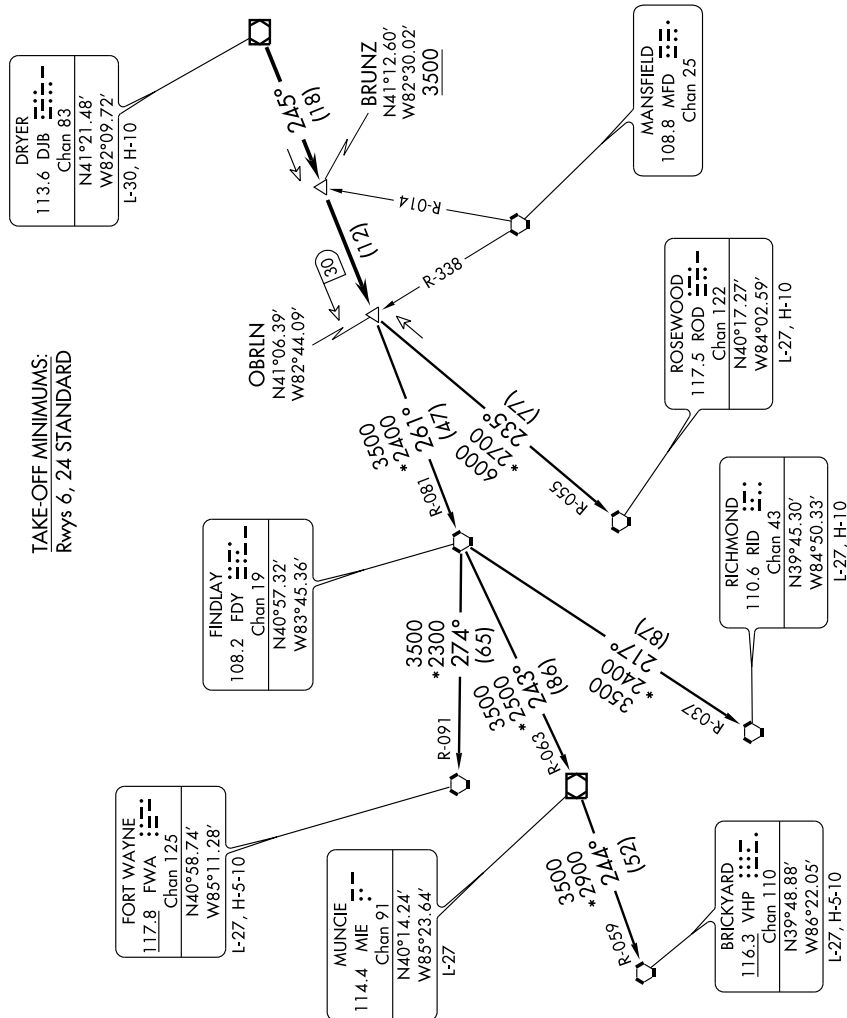 TAKE-OFF MINIMUMS:
Rwys 6, 24 STANDARD
DRYER
113.6 DJB
Chan 83
N41°21.48′
W82°09.72′
L-30, H-10
245°
(18)
BRUNZ
N41°12.60′
W82°30.02′
3500
(12)
30
R-014
R-338
MANSFIELD
108.8 MFD
Chan 25
OBRLN
N41°06.39′
W82°44.09′
3500
*2400
261°
(47)
R-081
6000
*2700
235°
(77)
R-055
ROSEWOOD
117.5 ROD
Chan 122
N40°17.27′
W84°02.59′
L-27, H-10
FINDLAY
108.2 FDY
Chan 19
N40°57.32′
W83°45.36′
3500
*2300
274°
(65)
R-091
3500
*2500
243°
(86)
R-063
3500
*2400
217°
(87)
R-037
RICHMOND
110.6 RID
Chan 43
N39°45.30′
W84°50.33′
L-27, H-10
FORT WAYNE
117.8 FWA
Chan 125
N40°58.74′
W85°11.28′
L-27, H-5-10
MUNCIE
114.4 MIE
Chan 91
N40°14.24′
W85°23.64′
L-27
3500
*2900
244°
(52)
R-059
BRICKYARD
116.3 VHP
Chan 110
N39°48.88′
W86°22.05′
L-27, H-5-10